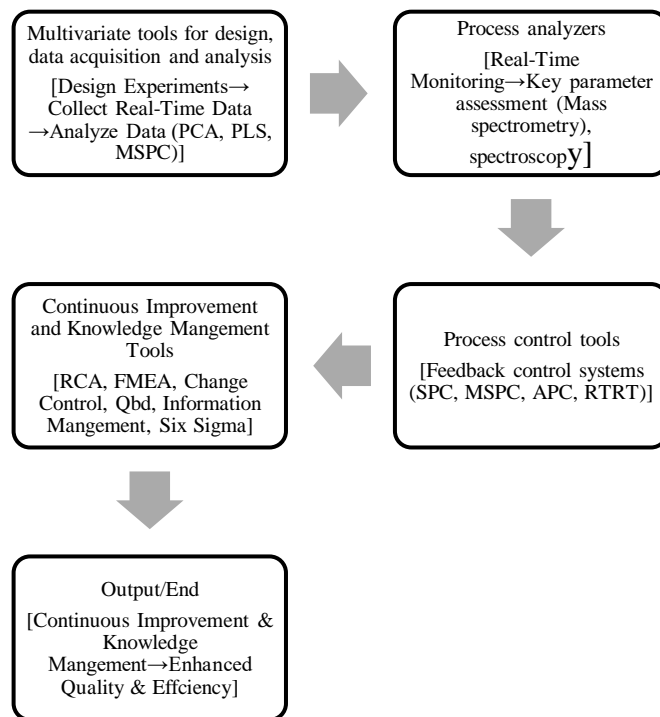 Multivariate tools for design,
data acquisition and analysis
[Design Experiments→
Collect Real-Time Data
→Analyze Data (PCA, PLS,
MSPC)]
Process analyzers
[Real-Time
Monitoring→Key parameter
assessment (Mass
spectrometry),
spectroscopy]
Process control tools
[Feedback control systems
(SPC, MSPC, APC, RTRT)]
Continuous Improvement
and Knowledge Mangement
Tools
[RCA, FMEA, Change
Control, Qbd, Information
Mangement, Six Sigma]
Output/End
[Continuous Improvement &
Knowledge
Mangement→Enhanced
Quality & Effciency]